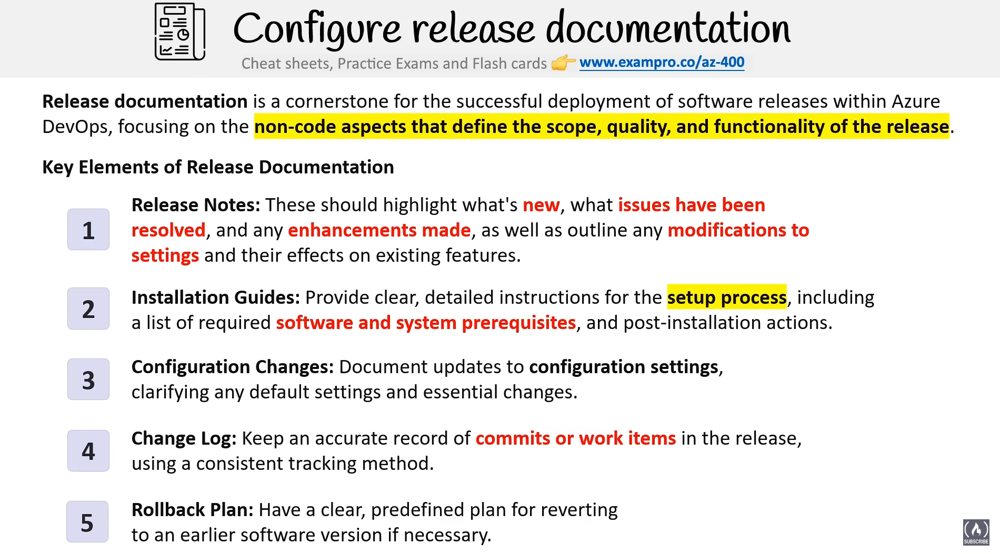 Configure release documentation
Cheat sheets, Practice Exams and Flash cards 👉 www.exampro.co/az-400
Release documentation is a cornerstone for the successful deployment of software releases within Azure
DevOps, focusing on the non-code aspects that define the scope, quality, and functionality of the release.
Key Elements of Release Documentation
1
Release Notes: These should highlight what's new, what issues have been
resolved, and any enhancements made, as well as outline any modifications to
settings and their effects on existing features.
2
Installation Guides: Provide clear, detailed instructions for the setup process, including
a list of required software and system prerequisites, and post-installation actions.
3
Configuration Changes: Document updates to configuration settings,
clarifying any default settings and essential changes.
4
Change Log: Keep an accurate record of commits or work items in the release,
using a consistent tracking method.
5
Rollback Plan: Have a clear, predefined plan for reverting
to an earlier software version if necessary.
SUBSCRIBE